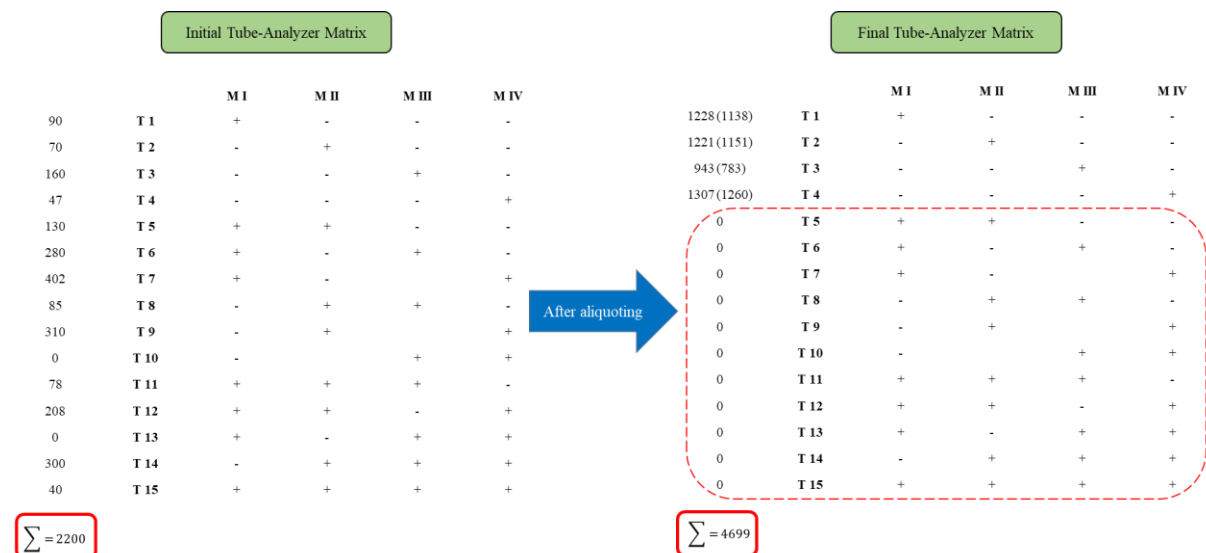 Initial Tube-Analyzer Matrix
M I M II M III M IV
90 T 1 + - - -
70 T 2 - + - -
160 T 3 - - + -
47 T 4 - - - +
130 T 5 + + - -
280 T 6 + - + -
402 T 7 + - +
85 T 8 - + + -
310 T 9 - + +
0 T 10 - + +
78 T 11 + + + -
208 T 12 + + - +
0 T 13 + - + +
300 T 14 - + + +
40 T 15 + + + +
∑ = 2200
After aliquoting
Final Tube-Analyzer Matrix
M I M II M III M IV
1228 (1138) T 1 + - - -
1221 (1151) T 2 - + - -
943 (783) T 3 - - + -
1307 (1260) T 4 - - - +
0 T 5 + + - -
0 T 6 + - + -
0 T 7 + - +
0 T 8 - + + -
0 T 9 - + +
0 T 10 - + +
0 T 11 + + + -
0 T 12 + + - +
0 T 13 + - + +
0 T 14 - + + +
0 T 15 + + + +
∑ = 4699